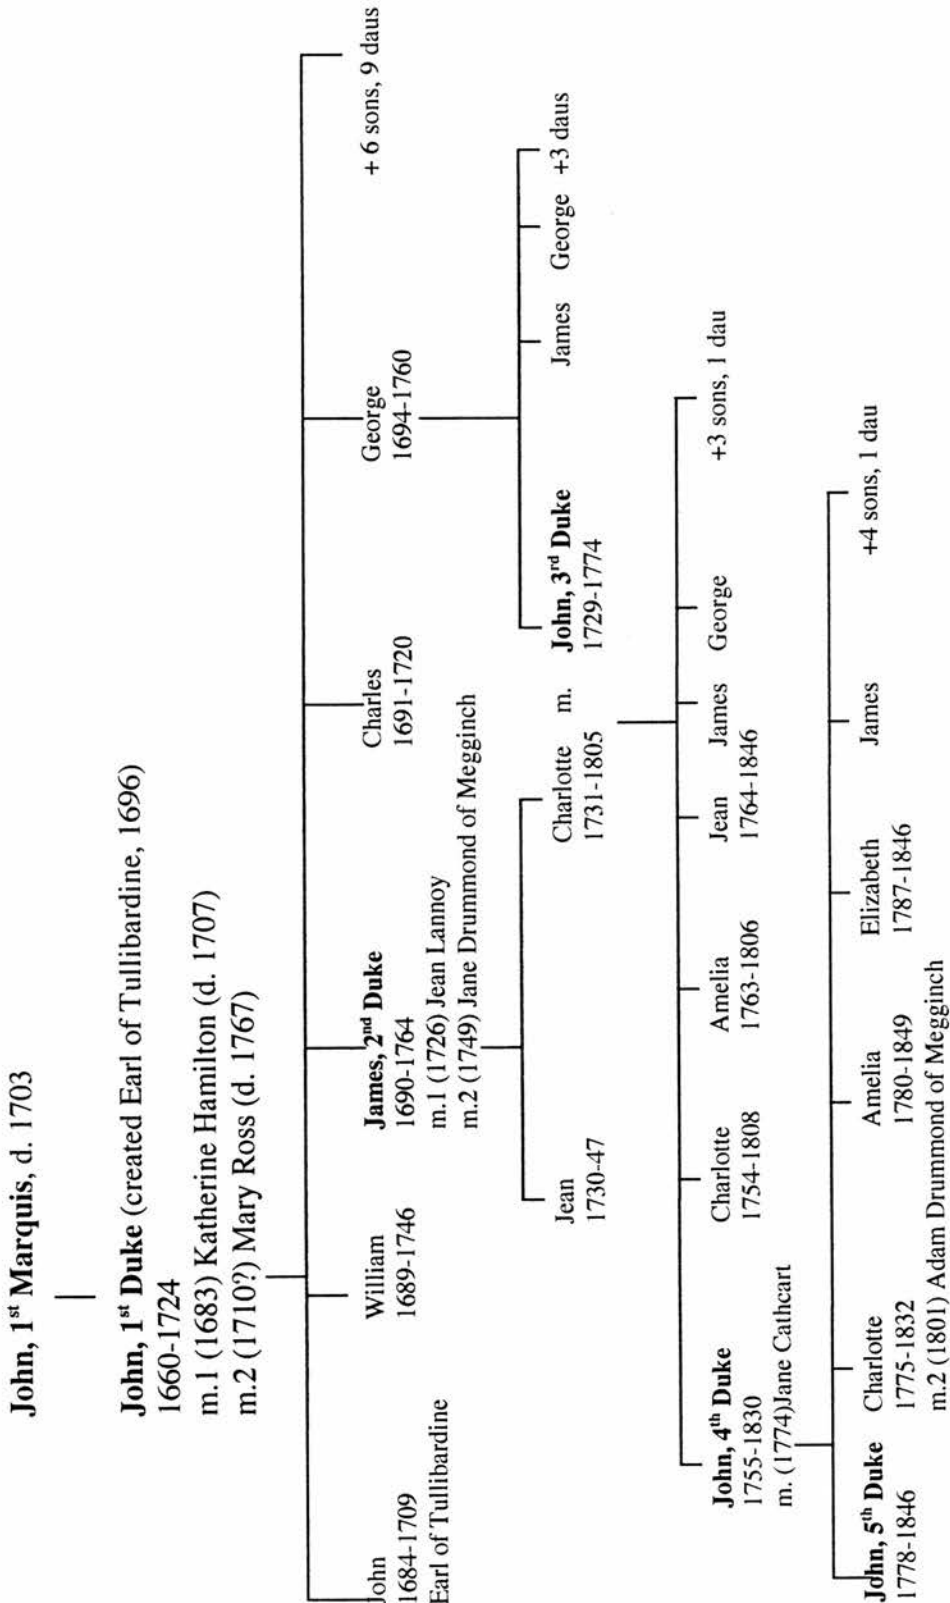 John, 1st Marquis, d. 1703
John, 1st Duke (created Earl of Tullibardine, 1696)
1660-1724
m.1 (1683) Katherine Hamilton (d. 1707)
m.2 (1710?) Mary Ross (d. 1767)
John
1684-1709
Earl of Tullibardine
William
1689-1746
James, 2nd Duke
1690-1764
m.1 (1726) Jean Lannoy
m.2 (1749) Jane Drummond of Megginch
Charles
1691-1720
George
1694-1760
+ 6 sons, 9 daus
Jean
1730-47
Charlotte m.
1731-1805
John, 3rd Duke
1729-1774
James
George
+3 daus
John, 4th Duke
1755-1830
m. (1774)Jane Cathcart
Charlotte
1754-1808
Amelia
1763-1806
Jean
1764-1846
James
George
+3 sons, 1 dau
John, 5th Duke
1778-1846
Charlotte
1775-1832
m.2 (1801) Adam Drummond of Megginch
Amelia
1780-1849
Elizabeth
1787-1846
James
+4 sons, 1 dau